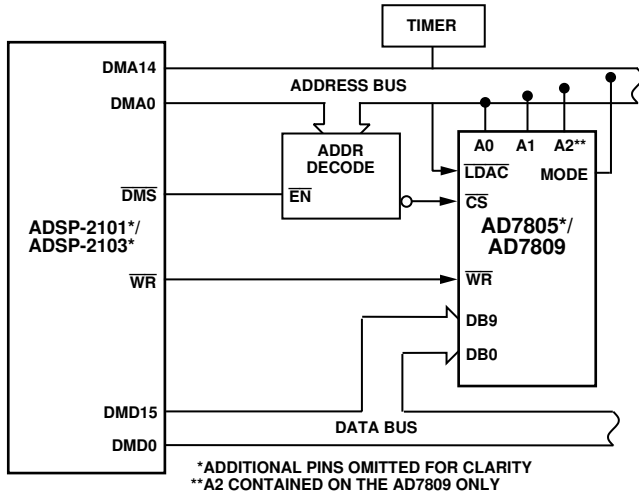 TIMER
DMA14
ADDRESS BUS
DMA0
ADDR
DECODE
A0
A1
A2**
LDAC
MODE
DMS
EN
CS
ADSP-2101*/
ADSP-2103*
AD7805*/
AD7809
WR
WR
DB9
DB0
DMD15
DATA BUS
DMD0
*ADDITIONAL PINS OMITTED FOR CLARITY
**A2 CONTAINED ON THE AD7809 ONLY